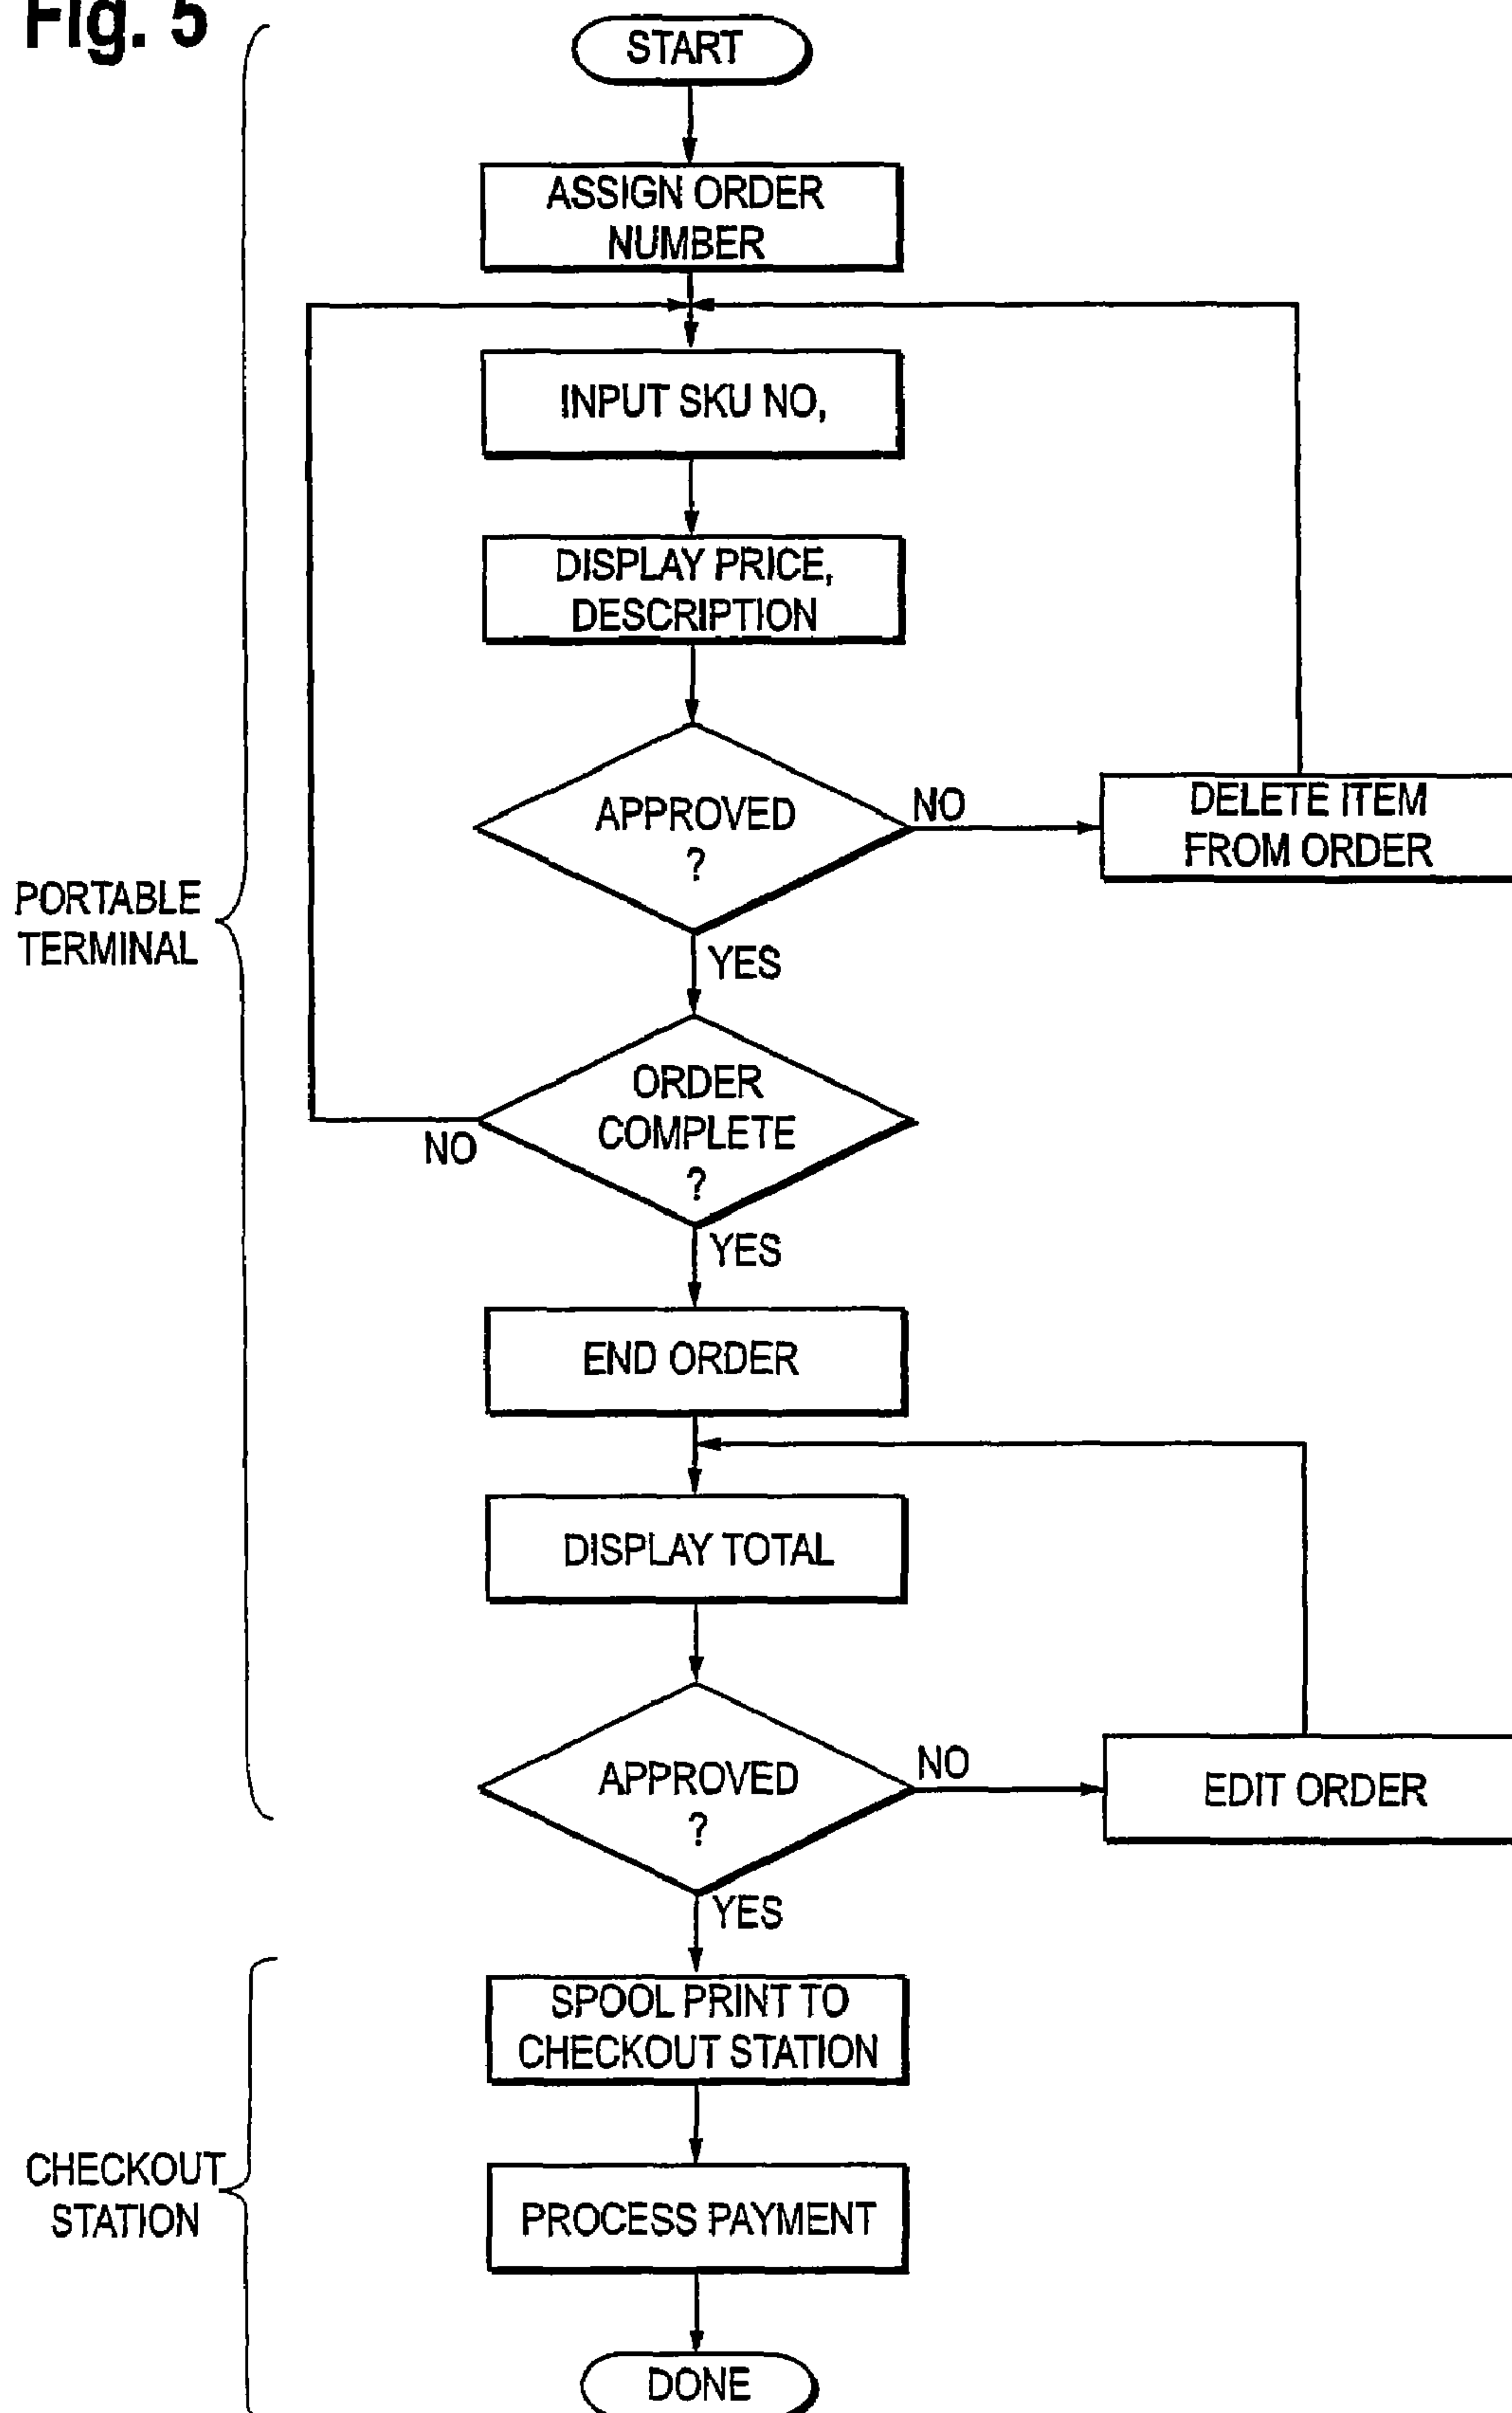 Fig. 5
START
ASSIGN ORDER
NUMBER
INPUT SKU NO,
DISPLAY PRICE,
DESCRIPTION
APPROVED
?
NO
DELETE ITEM
FROM ORDER
YES
PORTABLE
TERMINAL
ORDER
COMPLETE
?
NO
YES
END ORDER
DISPLAY TOTAL
APPROVED
?
NO
EDIT ORDER
YES
SPOOL PRINT TO
CHECKOUT STATION
CHECKOUT
STATION
PROCESS PAYMENT
DONE